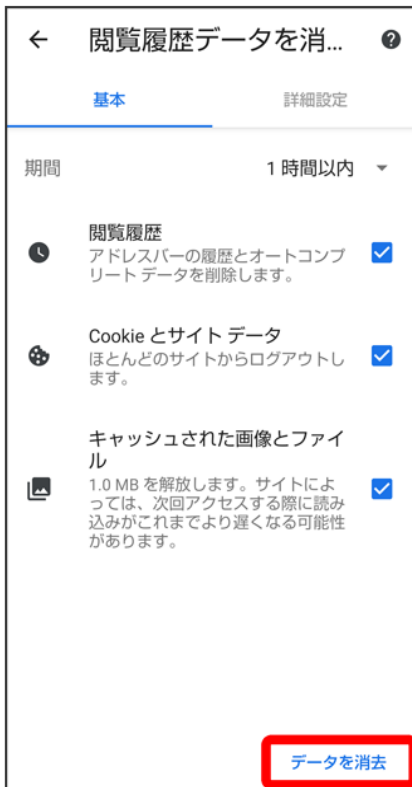 閲覧履歴データを消...
基本
詳細設定
期間
1 時間以内
閲覧履歴
アドレスバーの履歴とオートコンプ
リート データを削除します。
Cookie とサイト データ
ほとんどのサイトからログアウトし
ます。
キャッシュされた画像とファイ
ル
1.0 MB を解放します。サイトによ
っては、次回アクセスする際に読み
込みがこれまでより遅くなる可能性
があります。
データを消去